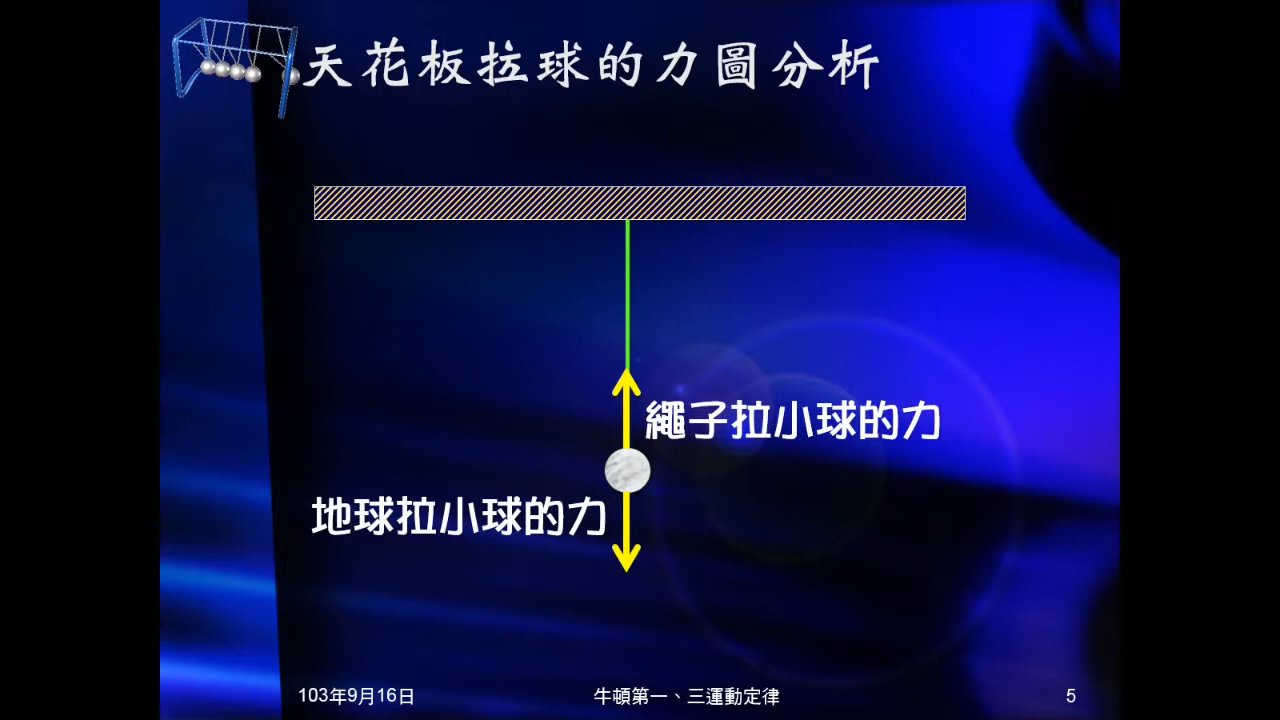 天花板拉球的力圖分析
繩子拉小球的力
地球拉小球的力
103年9月16日
牛頓第一、三運動定律
5